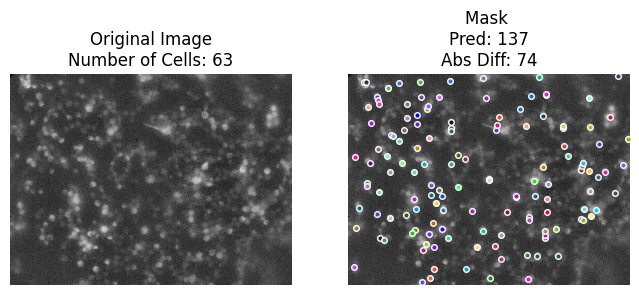 Original Image
Number of Cells: 63
Mask
Pred: 137
Abs Diff: 74